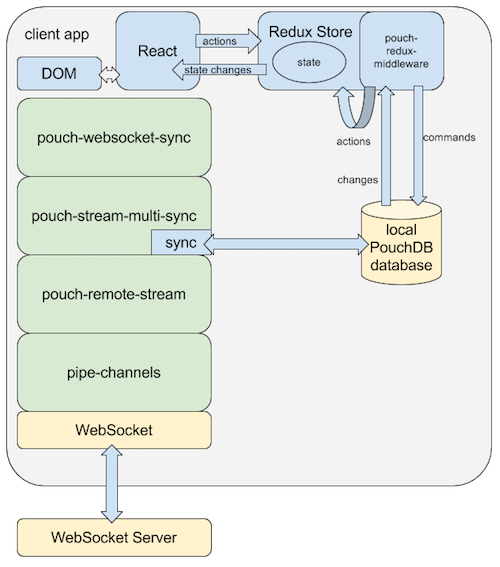 client app
DOM
React
actions
state changes
Redux Store
state
pouch-
redux-
middleware
actions
commands
changes
pouch-websocket-sync
pouch-stream-multi-sync
sync
local
PouchDB
database
pouch-remote-stream
pipe-channels
WebSocket
WebSocket Server